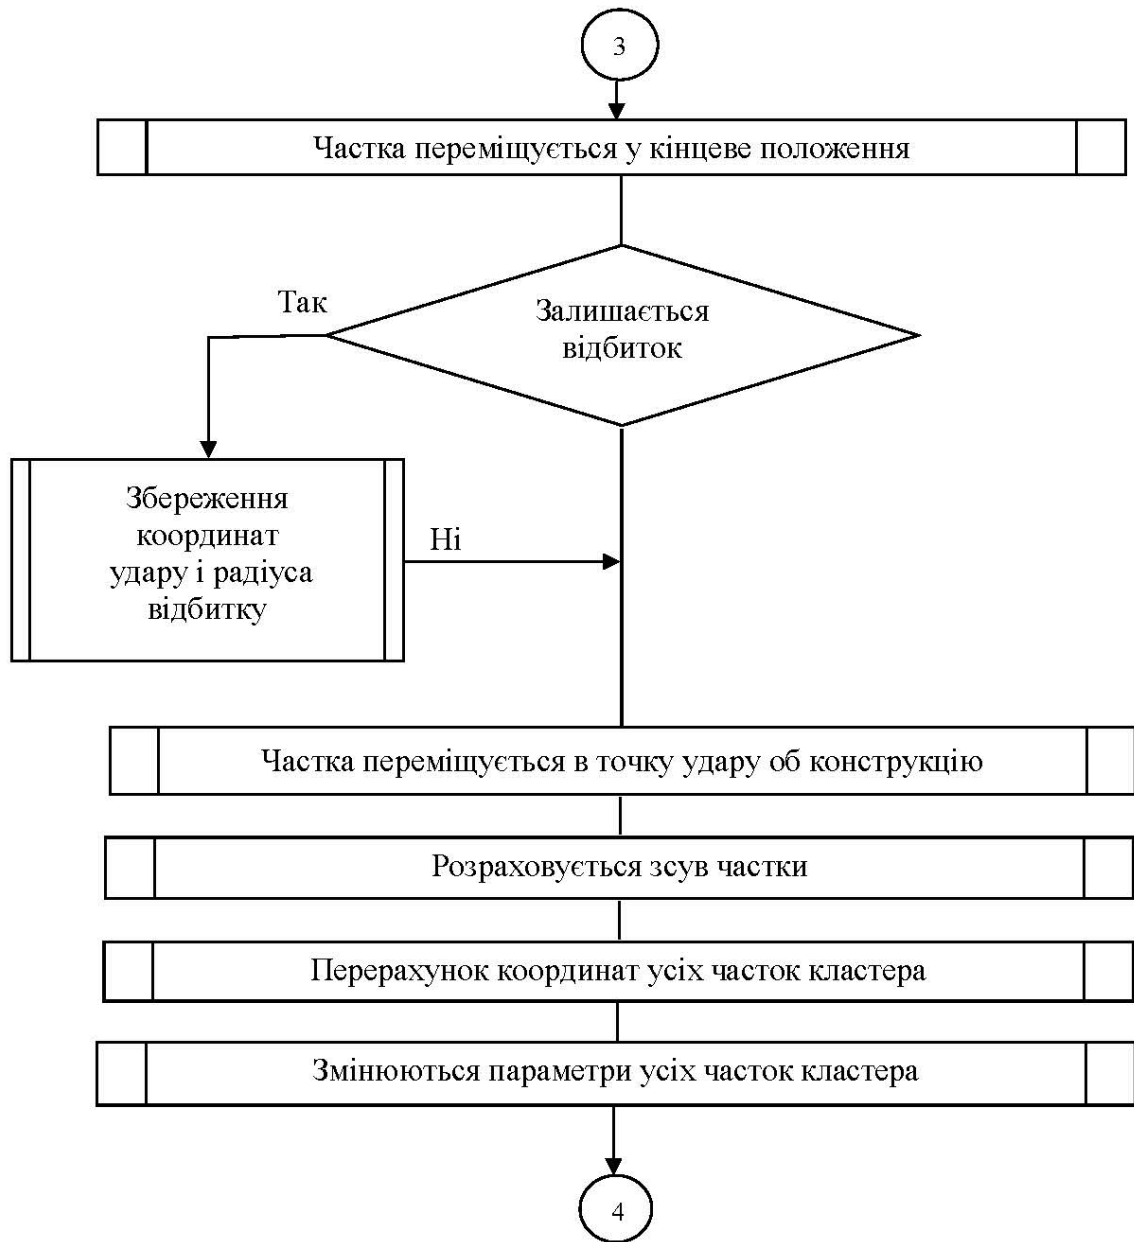 3
Частка переміщується у кінцеве положення
Так
Залишається
відбиток
Збереження
координат
удару і радіуса
відбитку
Ні
Частка переміщується в точку удару об конструкцію
Розраховується зсув частки
Перерахунок координат усіх часток кластера
Змінюються параметри усіх часток кластера
4